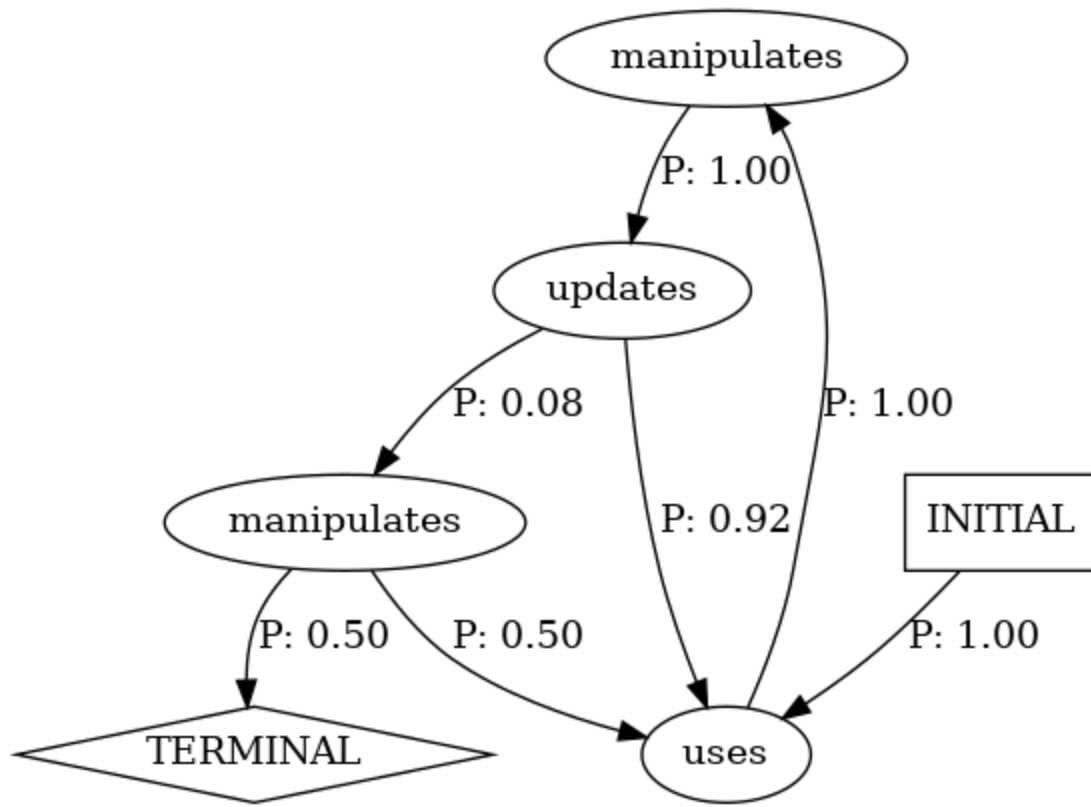 manipulates
P: 1.00
updates
P: 0.08
P: 1.00
P: 0.92
manipulates
INITIAL
P: 0.50
P: 0.50
P: 1.00
TERMINAL
uses